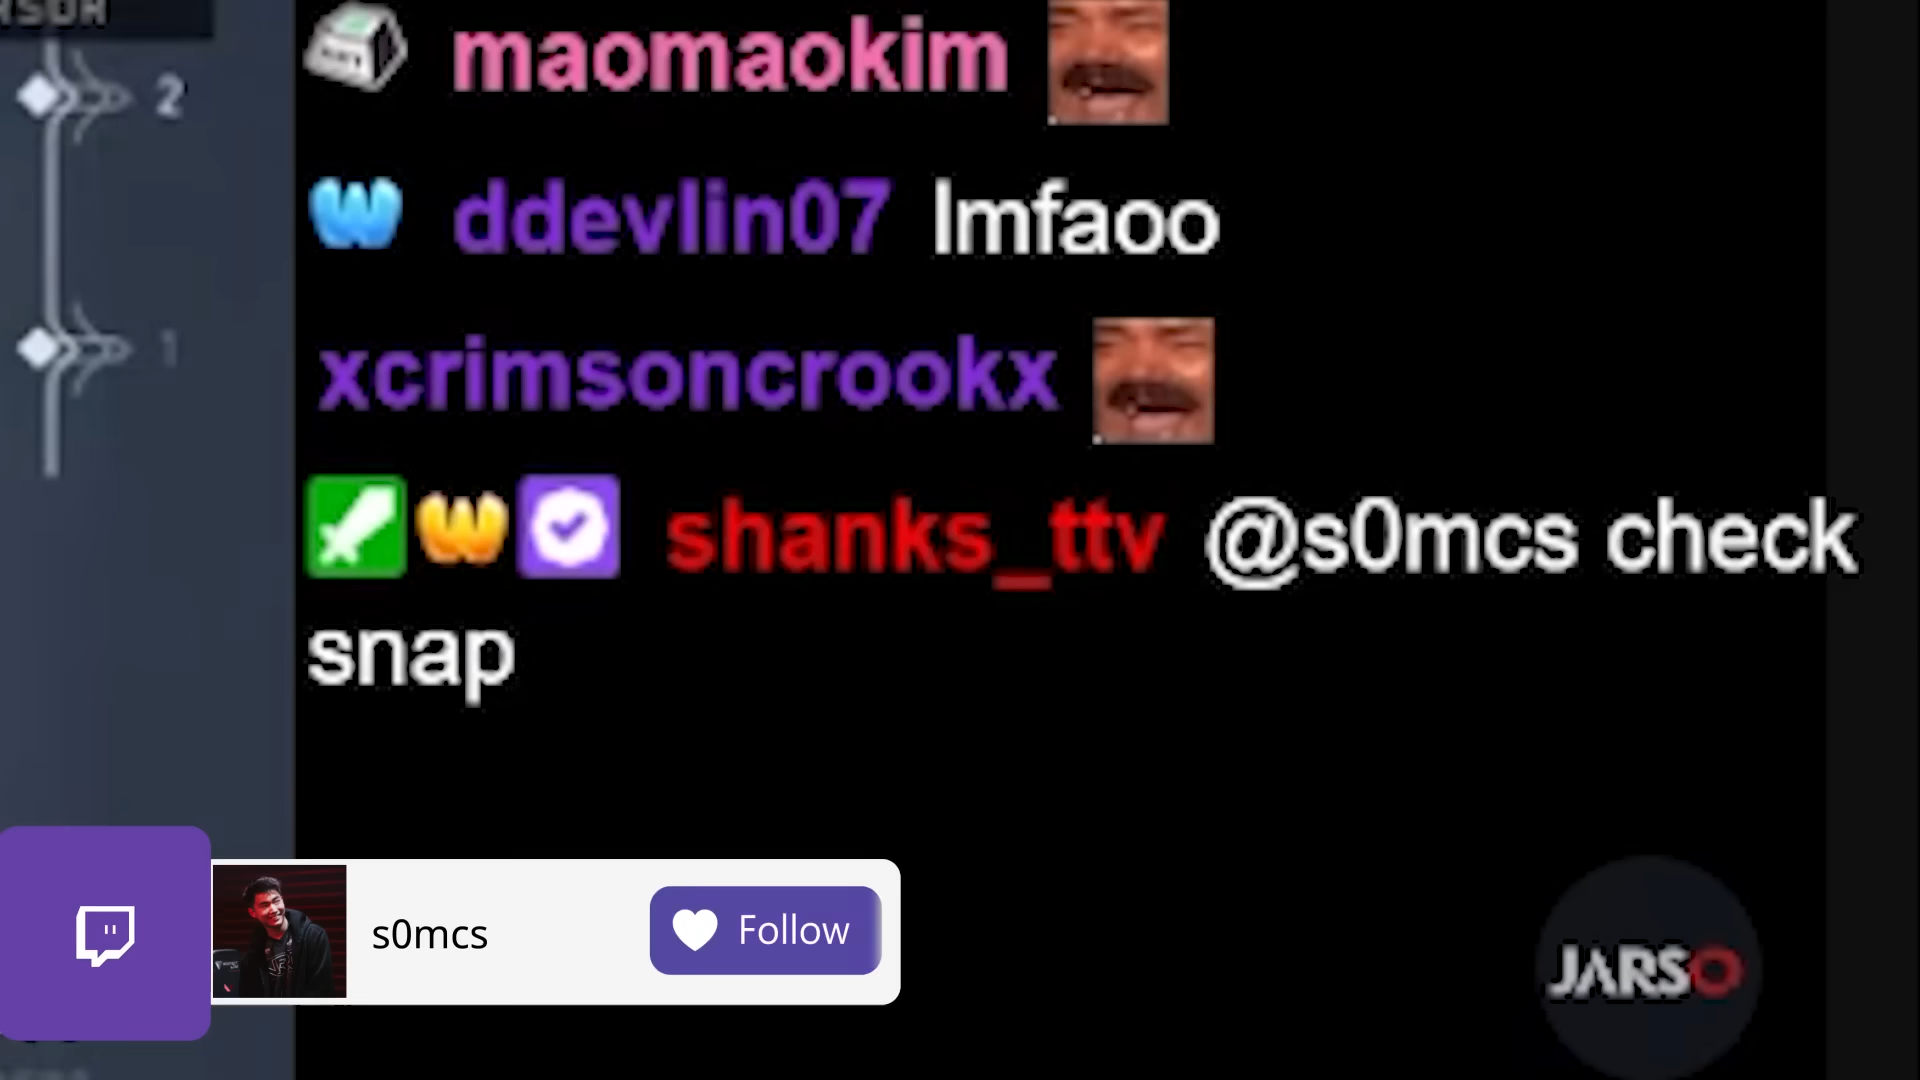 2
maomaokim
ddevlin07 lmfaoo
xcrimsoncrookx
1
shanks_ttv @s0mcs check
snap
s0mcs
Follow
JARSO